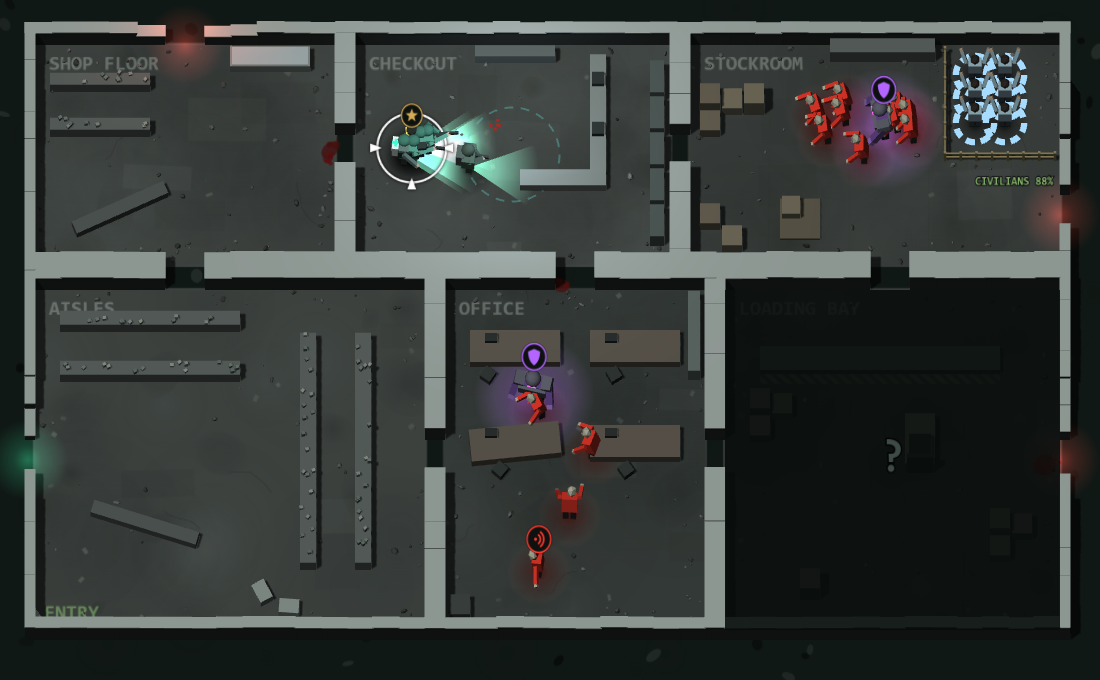 SHOP FLOOR
CHECKOUT
STOCKROOM
CIVILIANS 88%
AISLES
OFFICE
LOADING BAY
?
ENTRY